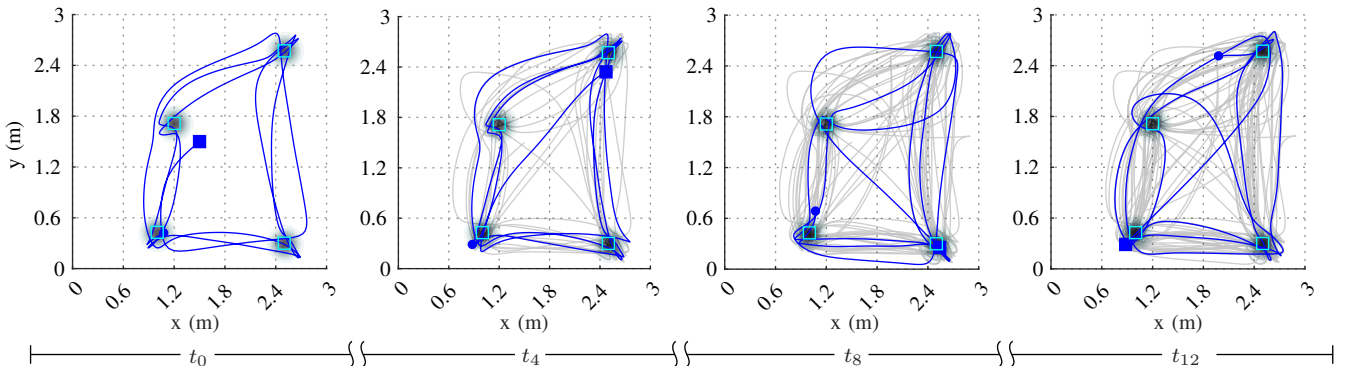 3 3 3 3
2.4 2.4 2.4 2.4
1.8 1.8 1.8 1.8
y (m)
1.2 1.2 1.2 1.2
0.6 0.6 0.6 0.6
0 0 0 0
0 0.6 1.2 1.8 2.4 3 0 0.6 1.2 1.8 2.4 3 0 0.6 1.2 1.8 2.4 3 0 0.6 1.2 1.8 2.4 3
x (m) x (m) x (m) x (m)
t₀ t₄ t₈ t₁₂